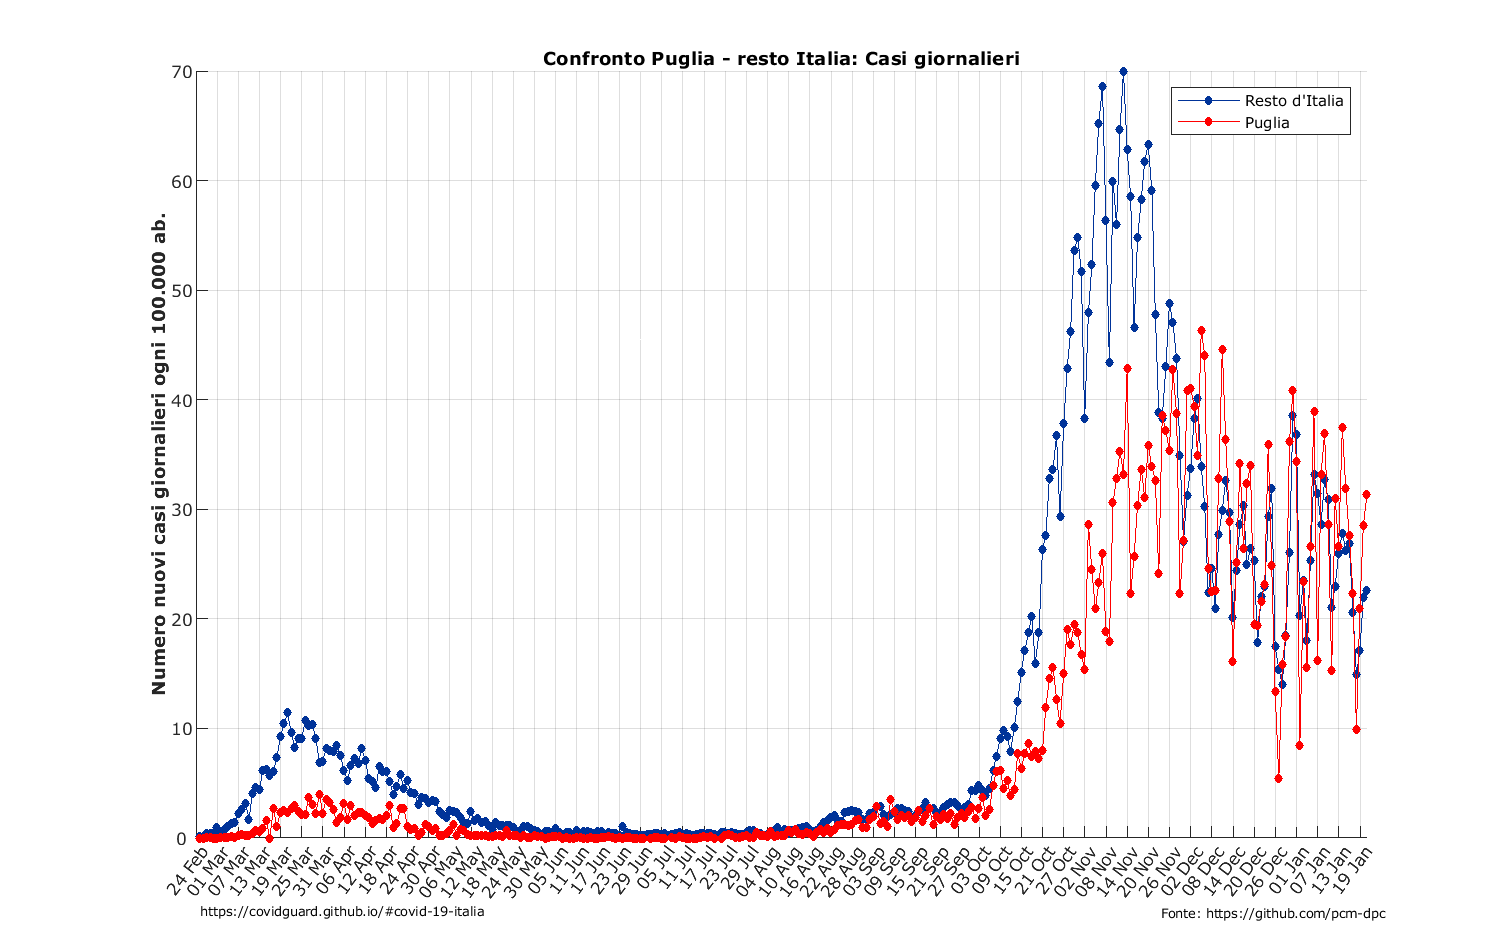 Confronto Puglia - resto Italia: Casi giornalieri
Numero nuovi casi giornalieri ogni 100.000 ab.
70
60
50
40
30
20
10
0
Resto d'Italia
Puglia
24 Feb
01 Mar
07 Mar
13 Mar
19 Mar
25 Mar
31 Mar
06 Apr
12 Apr
18 Apr
24 Apr
30 Apr
06 May
12 May
18 May
24 May
30 May
05 Jun
11 Jun
17 Jun
23 Jun
29 Jun
05 Jul
11 Jul
17 Jul
23 Jul
29 Jul
04 Aug
10 Aug
16 Aug
22 Aug
28 Aug
03 Sep
09 Sep
15 Sep
21 Sep
27 Sep
03 Oct
09 Oct
15 Oct
21 Oct
27 Oct
02 Nov
08 Nov
14 Nov
20 Nov
26 Nov
02 Dec
08 Dec
14 Dec
20 Dec
26 Dec
01 Jan
07 Jan
13 Jan
19 Jan
https://covidguard.github.io/#covid-19-italia
Fonte: https://github.com/pcm-dpc